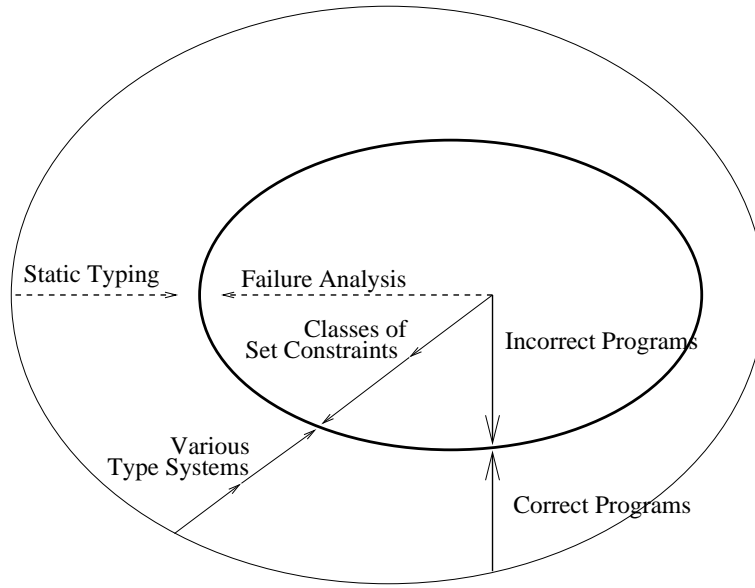 Static Typing
Failure Analysis
Classes of
Set Constraints
Incorrect Programs
Various
Type Systems
Correct Programs